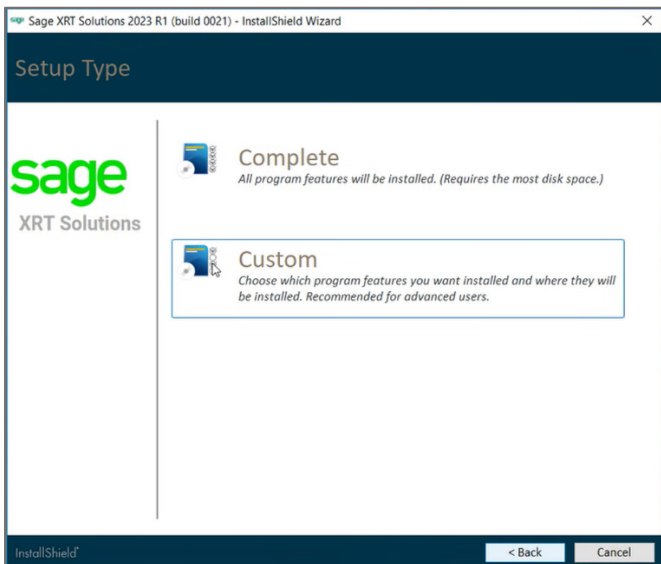 Sage XRT Solutions 2023 R1 (build 0021) - InstallShield Wizard
Setup Type
sage
XRT Solutions
Complete
All program features will be installed. (Requires the most disk space.)
Custom
Choose which program features you want installed and where they will
be installed. Recommended for advanced users.
InstallShield
< Back
Cancel